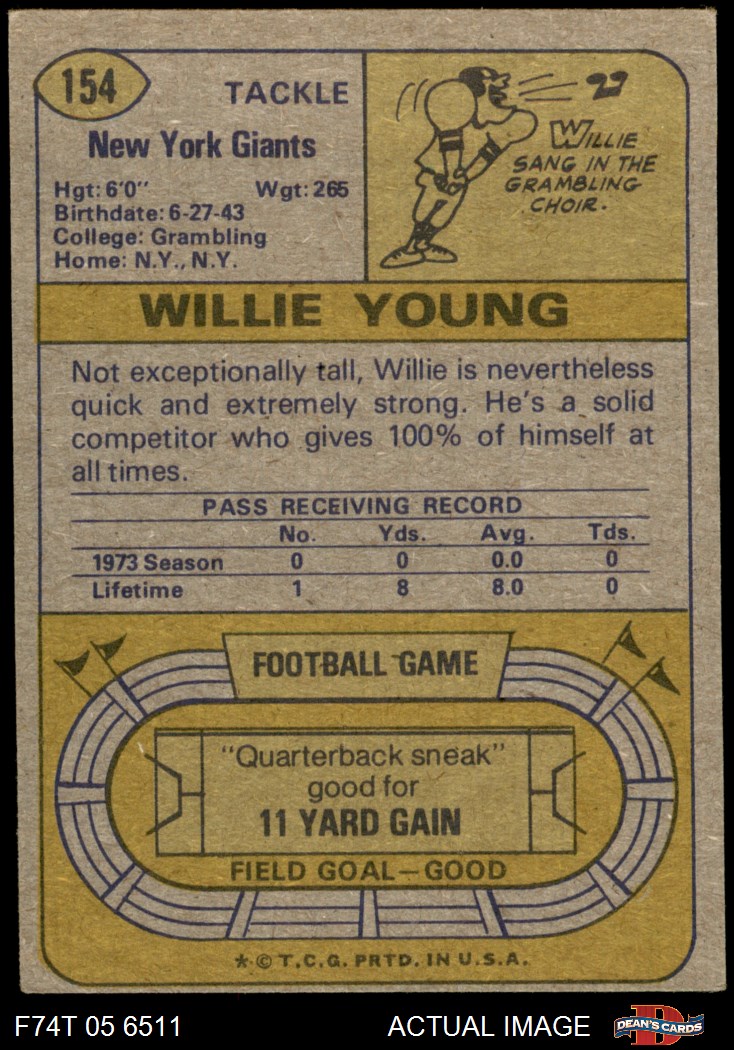 154
TACKLE
New York Giants
Hgt: 6'0" Wgt: 265
Birthdate: 6-27-43
College: Grambling
Home: N.Y., N.Y.
WILLIE
SANG IN THE
GRAMBLING
CHOIR.
WILLIE YOUNG
Not exceptionally tall, Willie is nevertheless
quick and extremely strong. He's a solid
competitor who gives 100% of himself at
all times.
PASS RECEIVING RECORD
No. Yds. Avg. Tds.
1973 Season 0 0 0.0 0
Lifetime 1 8 8.0 0
FOOTBALL GAME
"Quarterback sneak"
good for
11 YARD GAIN
FIELD GOAL—GOOD
* © T.C.G. PRTD. IN U.S.A.
F74T 05 6511 ACTUAL IMAGE
DEAN'S CARDS